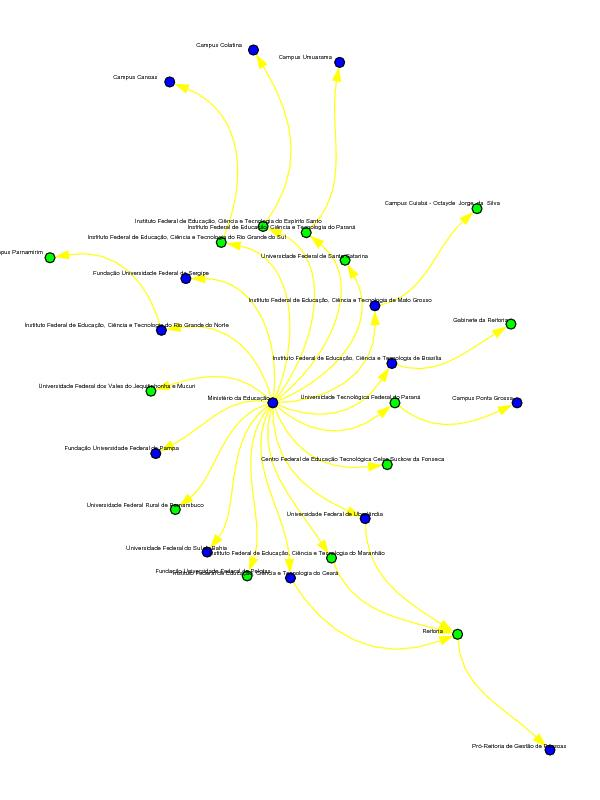 Campus Colatina
Campus Umuarama
Campus Canoas
Campus Cuiabá - Octayde Jorge da Silva
Instituto Federal de Educação, Ciência e Tecnologia do Espírito Santo
Instituto Federal de Educação, Ciência e Tecnologia do Paraná
Instituto Federal de Educação, Ciência e Tecnologia do Rio Grande do Sul
pus Parnamirim
Universidade Federal de Santa Catarina
Fundação Universidade Federal de Sergipe
Instituto Federal de Educação, Ciência e Tecnologia de Mato Grosso
Gabinete da Reitoria
Instituto Federal de Educação, Ciência e Tecnologia do Rio Grande do Norte
Instituto Federal de Educação, Ciência e Tecnologia de Brasília
Universidade Federal dos Vales do Jequitinhonha e Mucuri
Ministério da Educação
Universidade Tecnológica Federal do Paraná
Campus Ponta Grossa
Fundação Universidade Federal do Pampa
Centro Federal de Educação Tecnológica Celso Suckow da Fonseca
Universidade Federal Rural de Pernambuco
Universidade Federal de Uberlândia
Universidade Federal do Sul da Bahia
Instituto Federal de Educação, Ciência e Tecnologia do Maranhão
Fundação Universidade Federal de Pelotas
Instituto Federal de Educação, Ciência e Tecnologia do Ceará
Reitoria
Pró-Reitoria de Gestão de Pessoas